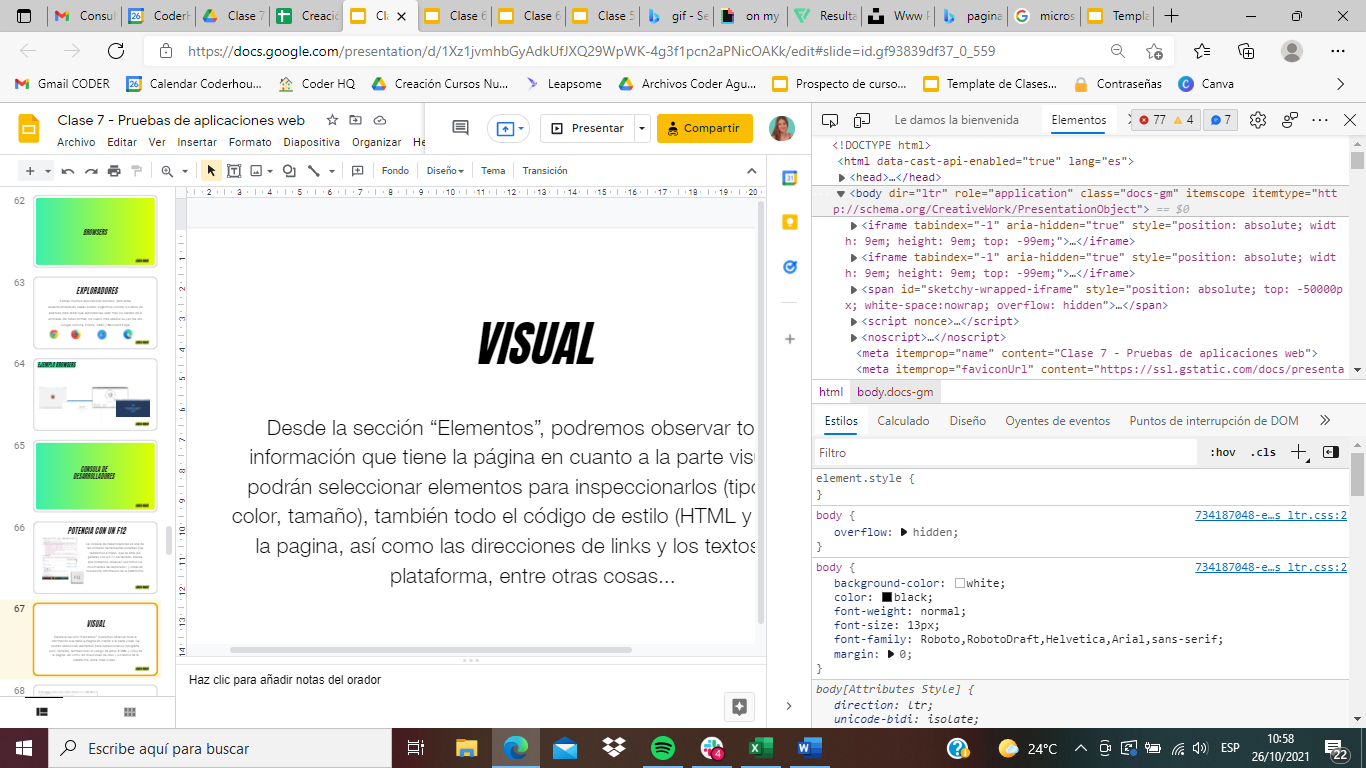 Consul
CoderH
Clase 7
Creació
Cla
Clase 6
Clase 6
Clase 5
gif - Se
on my
Resulta
Www P
pagina
micros
Templa
https://docs.google.com/presentation/d/1Xz1jvmhbGyAdkUfJXQ29WpWK-4g3f1pcn2aPNicOAKk/edit#slide=id.gf93839df37_0_559
Gmail CODER
Calendar Coderhou...
Coder HQ
Creación Cursos Nu...
Leapsome
Archivos Coder Agu...
Prospecto de curso...
Template de Clases...
Contraseñas
Canva
Clase 7 - Pruebas de aplicaciones web
Archivo Editar Ver Insertar Formato Diapositiva Organizar He
Presentar
Compartir
Fondo Diseño Tema Transición
62
BROWSERS
63
EXPLORADORES
64
EJEMPLO BROWSERS
65
CONSOLA DE
DESARROLLADORES
66
POTENCIA CON UN F12
67
VISUAL
68
VISUAL
Desde la sección “Elementos”, podremos observar to
información que tiene la página en cuanto a la parte visu
podrán seleccionar elementos para inspeccionarlos (tipo
color, tamaño), también todo el código de estilo (HTML y
la pagina, así como las direcciones de links y los textos
plataforma, entre otras cosas...
Haz clic para añadir notas del orador
Le damos la bienvenida
Elementos
77 4 7
<!DOCTYPE html>
<html data-cast-api-enabled="true" lang="es">
<head>…</head>
<body dir="ltr" role="application" class="docs-gm" itemscope itemtype="htt
p://schema.org/CreativeWork/PresentationObject"> == $0
<iframe tabindex="-1" aria-hidden="true" style="position: absolute; widt
h: 9em; height: 9em; top: -99em;">…</iframe>
<iframe tabindex="-1" aria-hidden="true" style="position: absolute; widt
h: 9em; height: 9em; top: -99em;">…</iframe>
<span id="sketchy-wrapped-iframe" style="position: absolute; top: -50000p
x; white-space:nowrap; overflow: hidden">…</span>
<script nonce>…</script>
<noscript>…</noscript>
<meta itemprop="name" content="Clase 7 - Pruebas de aplicaciones web">
<meta itemprop="faviconUrl" content="https://ssl.gstatic.com/docs/presenta
html body.docs-gm
Estilos Calculado Diseño Oyentes de eventos Puntos de interrupción de DOM
Filtro
:hov .cls
element.style {
}
body {
734187048-e…s ltr.css:2
overflow: hidden;
}
body {
734187048-e…s ltr.css:2
background-color: white;
color: black;
font-weight: normal;
font-size: 13px;
font-family: Roboto,RobotoDraft,Helvetica,Arial,sans-serif;
margin: 0;
}
body[Attributes Style] {
direction: ltr;
unicode-bidi: isolate;
Escribe aquí para buscar
4
24°C
ESP
10:58
26/10/2021
22